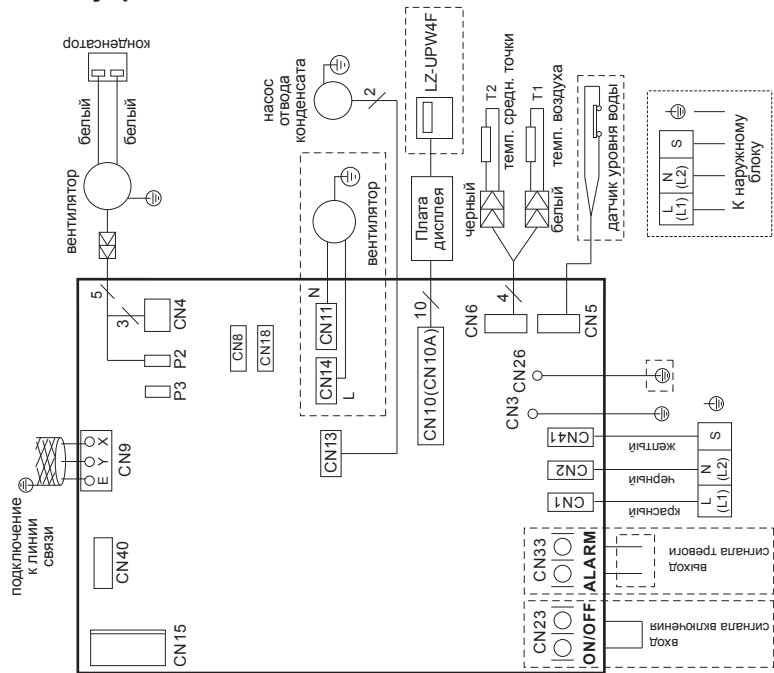 конденсатор
белый
белый
вентилятор
5
3
CN4
P2
P3
насос
отвода
конденсата
2
LZ-UPW4F
T2
темп. средн. точки
T1
темп. воздуха
черный
белый
датчик уровня воды
вентилятор
N
L
CN11
CN14
CN8
CN18
Плата
дисплея
10
CN10(CN10A)
CN13
4
CN6
CN5
L
(L1)
N
(L2)
S
К наружному
блоку
CN26
CN3
подключение
к линии
связи
E
Y
X
CN9
CN40
CN15
CN41
CN2
CN1
желтый
черный
красный
L
(L1)
N
(L2)
S
CN33
ALARM
выход
сигнала тревоги
CN23
ON/OFF
вход
сигнала включения